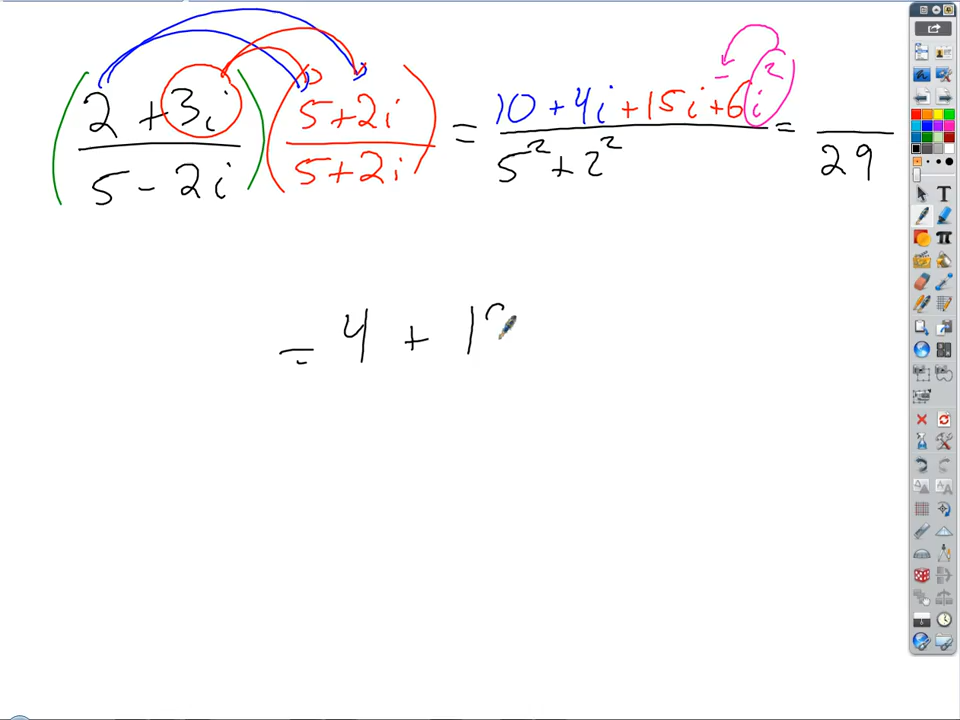 (2 + 3i / 5 - 2i) (5 + 2i / 5 + 2i) = 10 + 4i + 15i + 6i² / 5² + 2² = / 29
-
= 4 + 1